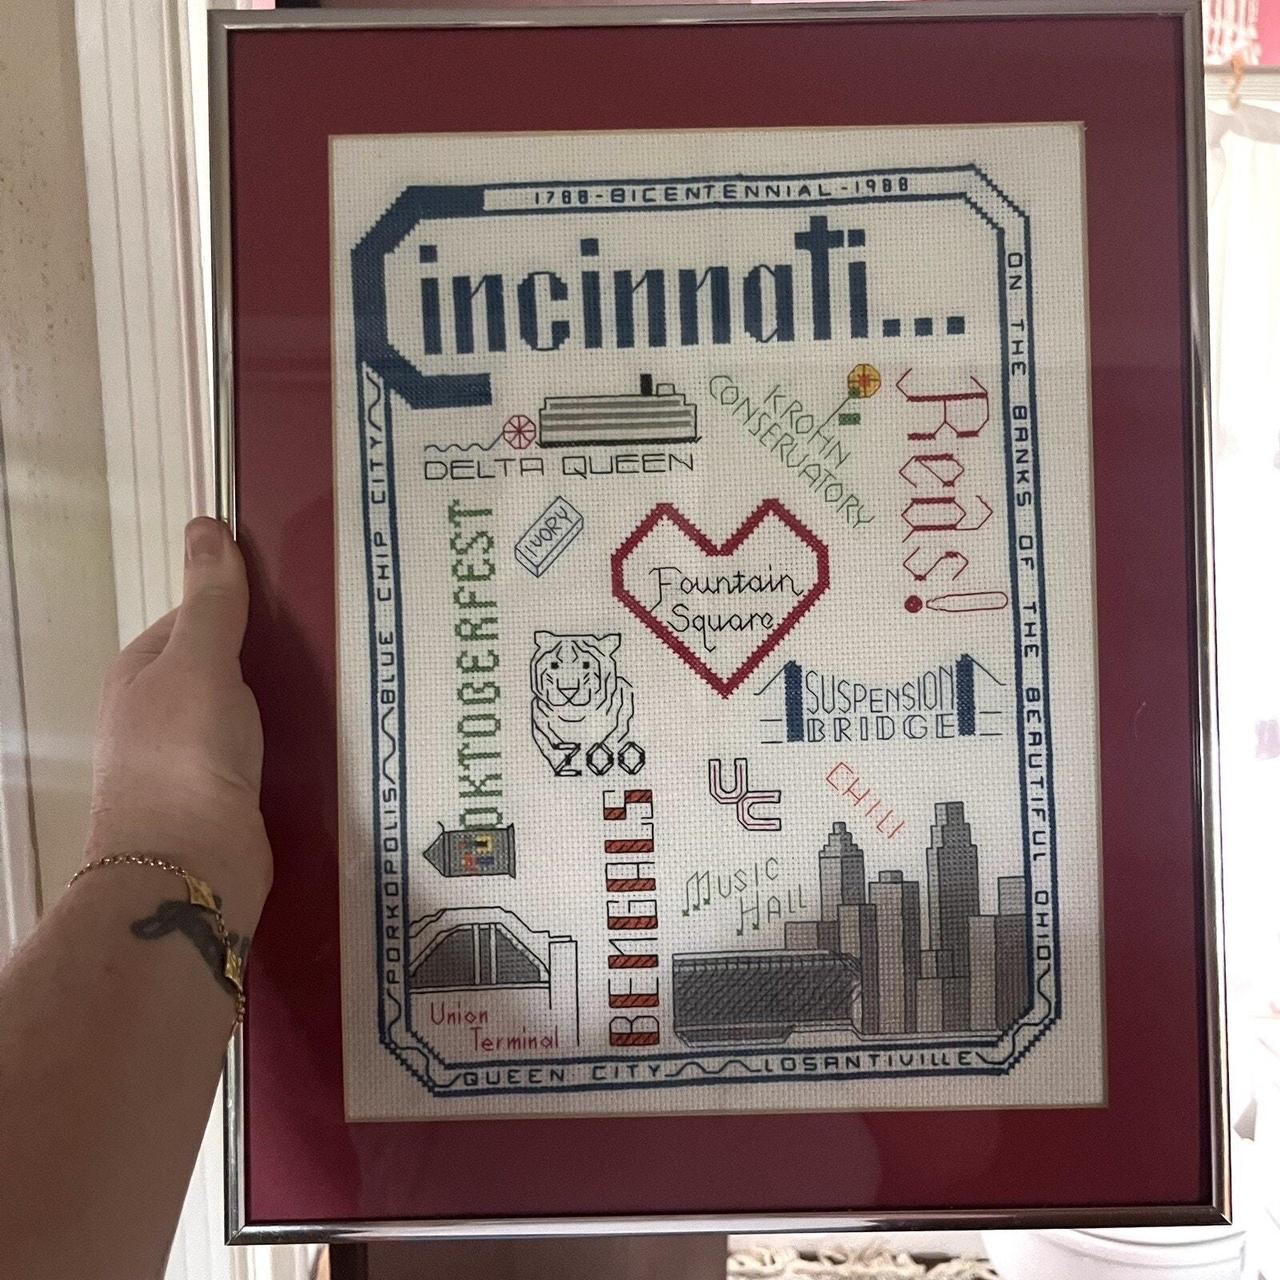 1788-BICENTENNIAL-1988
Cincinnati...
ON THE BANKS OF THE BEAUTIFUL OHIO
PORKOPOLIS BLUE CHIP CITY
DELTA QUEEN
KROHN
CONSERVATORY
Reds!
OKTOBERFEST
IVORY
Fountain
Square
ZOO
SUSPENSION
BRIDGE
UC
CHILI
BENGALS
MUSIC
HALL
Union
Terminal
QUEEN CITY LOSANTIVILLE